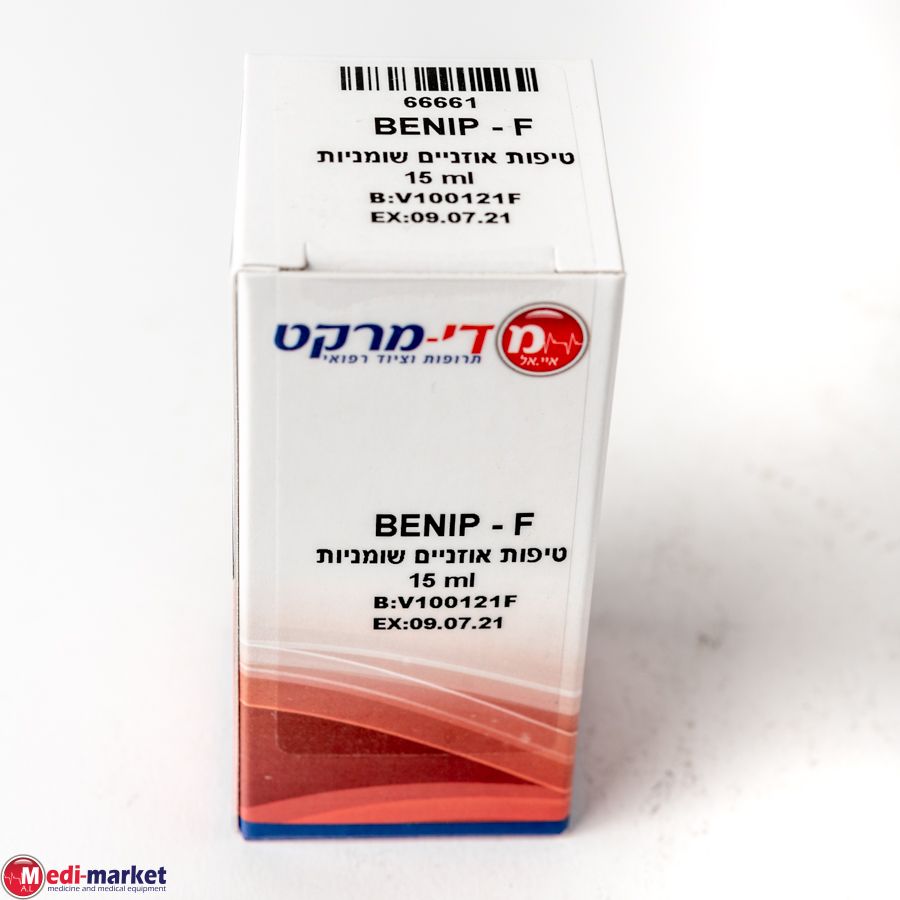 66661
BENIP - F
טיפות אוזניים שומניות
15 ml
B:V100121F
EX:09.07.21
מדי-מרקט
איי.אל
תרופות וציוד רפואי
BENIP - F
טיפות אוזניים שומניות
15 ml
B:V100121F
EX:09.07.21
Medi-market
A.L
medicine and medical equipment